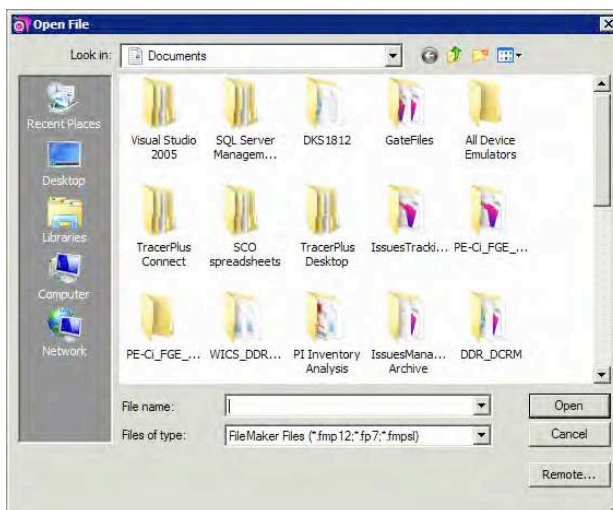 Open File
Look in:
Documents
Recent Places
Desktop
Libraries
Computer
Network
Visual Studio
2005
SQL Server
Managem...
DKS1812
GateFiles
All Device
Emulators
TracerPlus
Connect
SCO
spreadsheets
TracerPlus
Desktop
IssuesTracki...
PE-Ci_FGE_...
PE-Ci_FGE_...
WICS_DDR...
PI Inventory
Analysis
IssuesMana...
Archive
DDR_DCRM
File name:
Open
Files of type:
FileMaker Files (*.fmp12;*.fp7;*.fmpsl)
Cancel
Remote...